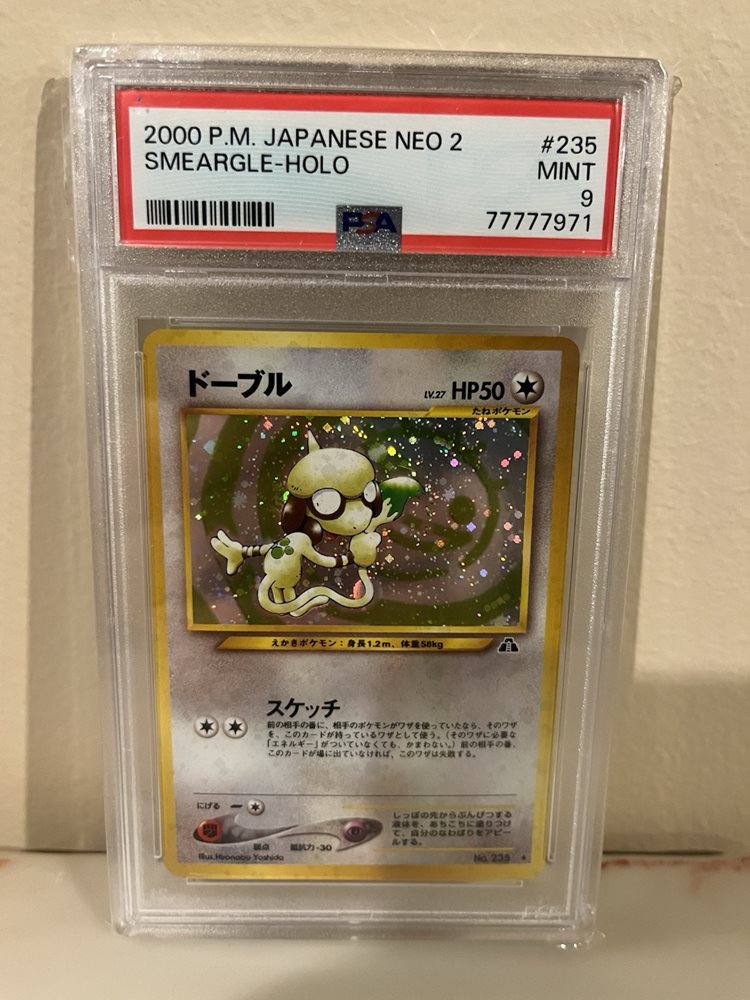 2000 P.M. JAPANESE NEO 2 #235
SMEARGLE-HOLO MINT
9
PSA 77777971
ドーブル LV.27 HP50
たねポケモン
えかきポケモン：身長1.2m、体重58kg
スケッチ
前の相手の番に、相手のポケモンがワザを使っていたなら、そのワザ
を、このカードが持っているワザとして使う。（そのワザに必要な
「エネルギー」がついていなくても、かまわない。）前の相手の番、
このカードが場に出ていなければ、このワザは失敗する。
にげる
しっぽの先からぶんぴつする
液体を、あちこちに塗りつけ
て、自分のなわばりをアピー
ルする。
弱点 抵抗力 -30
Illus.Hironobu Yoshida No. 235